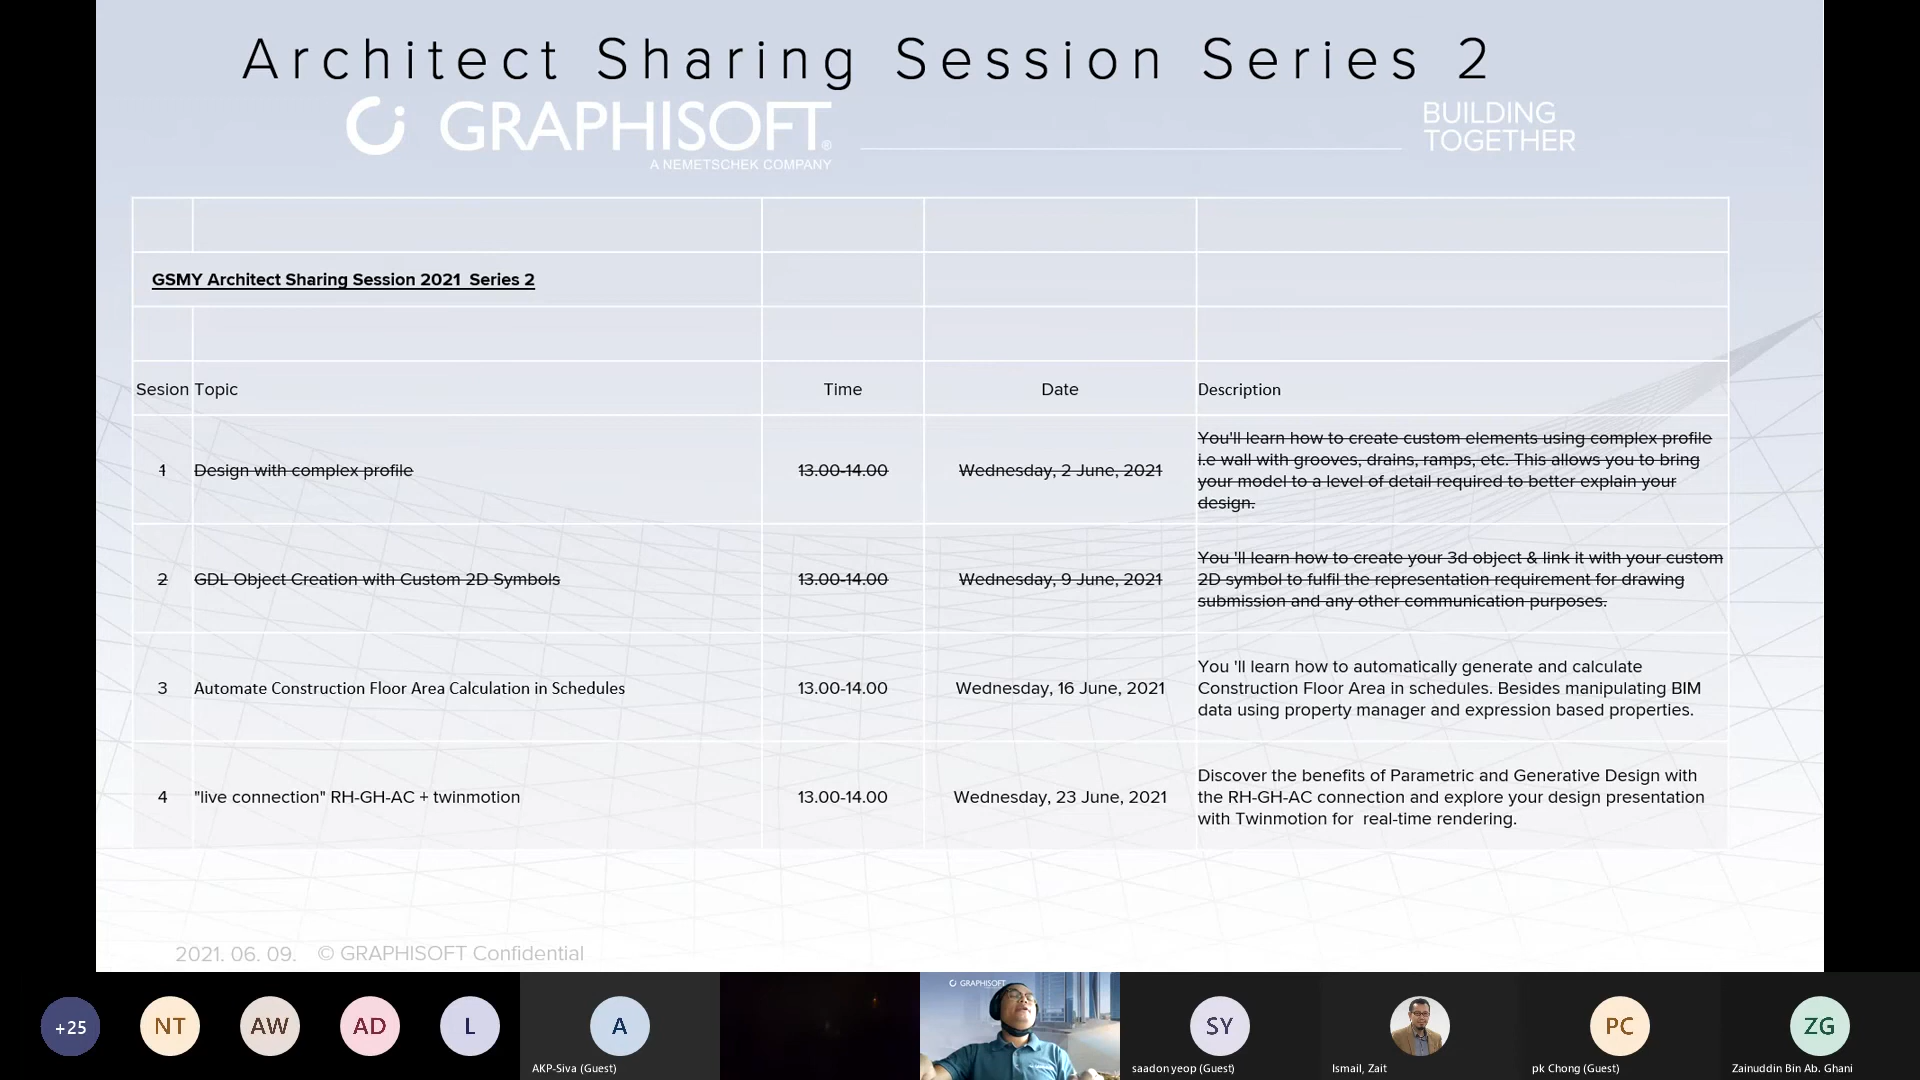 Architect Sharing Session Series 2
GRAPHISOFT®
A NEMETSCHEK COMPANY
BUILDING
TOGETHER
GSMY Architect Sharing Session 2021  Series 2
Sesion Topic Time Date Description
1 Design with complex profile 13.00-14.00 Wednesday, 2 June, 2021
You'll learn how to create custom elements using complex profile
i.e wall with grooves, drains, ramps, etc. This allows you to bring
your model to a level of detail required to better explain your
design.
2 GDL Object Creation with Custom 2D Symbols 13.00-14.00 Wednesday, 9 June, 2021
You 'll learn how to create your 3d object & link it with your custom
2D symbol to fulfil the representation requirement for drawing
submission and any other communication purposes.
3 Automate Construction Floor Area Calculation in Schedules 13.00-14.00 Wednesday, 16 June, 2021
You 'll learn how to automatically generate and calculate
Construction Floor Area in schedules. Besides manipulating BIM
data using property manager and expression based properties.
4 "live connection" RH-GH-AC + twinmotion 13.00-14.00 Wednesday, 23 June, 2021
Discover the benefits of Parametric and Generative Design with
the RH-GH-AC connection and explore your design presentation
with Twinmotion for  real-time rendering.
2021. 06. 09. © GRAPHISOFT Confidential
GRAPHISOFT
+25 NT AW AD L A SY PC ZG
AKP-Siva (Guest) saadon yeop (Guest) Ismail, Zait pk Chong (Guest) Zainuddin Bin Ab. Ghani